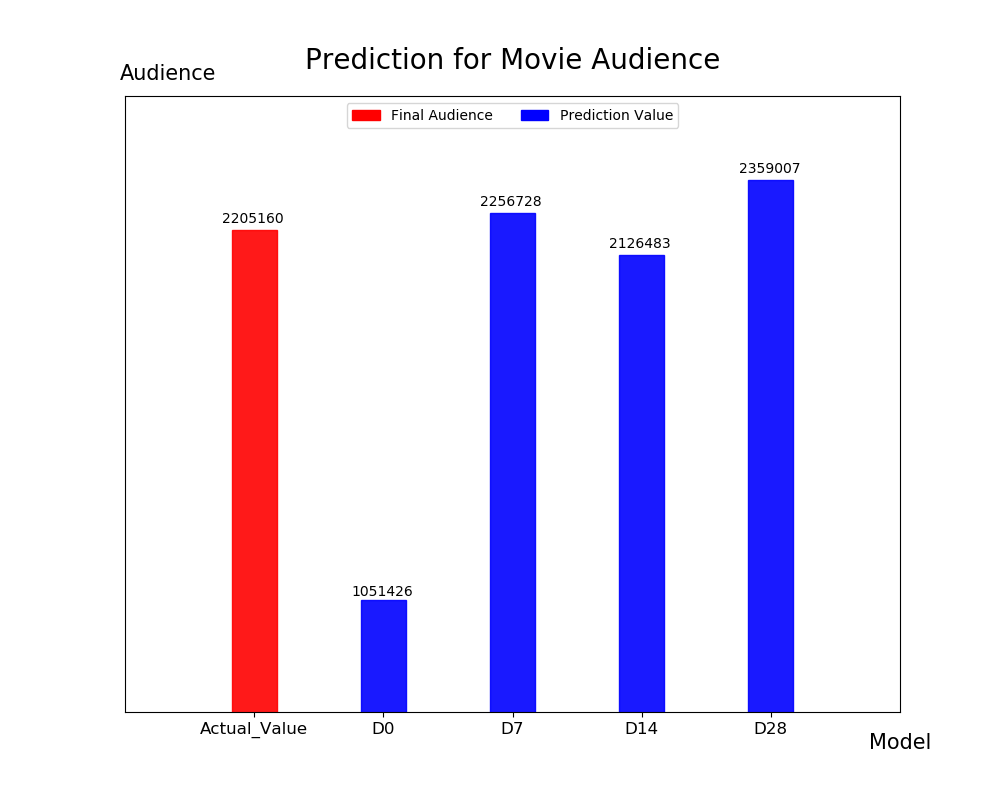 Prediction for Movie Audience
Audience
Final Audience
Prediction Value
2205160
1051426
2256728
2126483
2359007
Actual_Value
D0
D7
D14
D28
Model